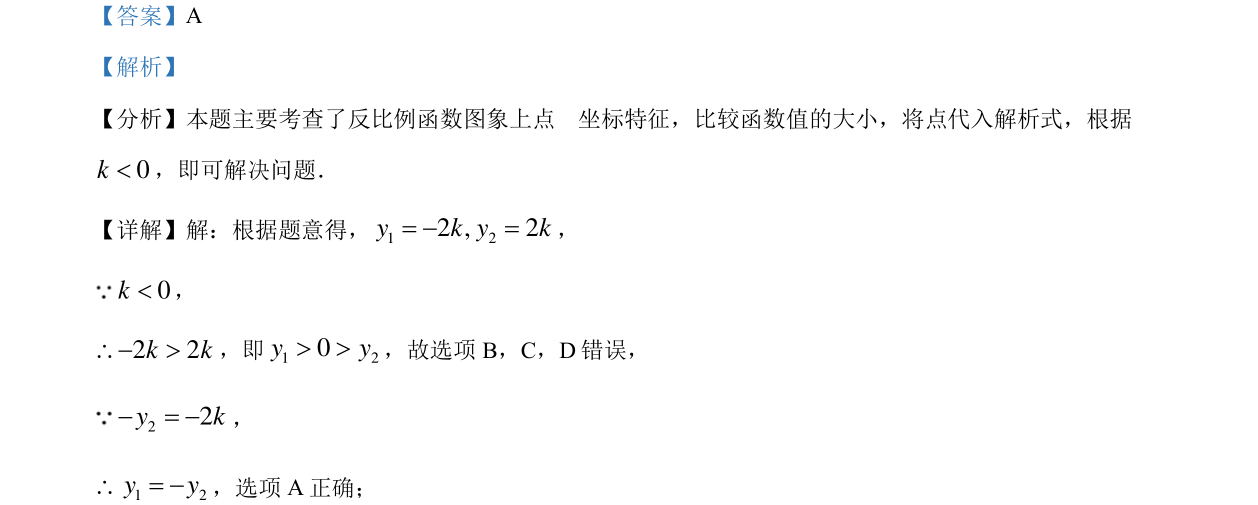 【答案】A
【解析】
【分析】本题主要考查了反比例函数图象上点　坐标特征，比较函数值的大小，将点代入解析式，根据
k < 0，即可解决问题．
【详解】解：根据题意得， y₁ = −2k, y₂ = 2k，
∵ k < 0，
∴ −2k > 2k，即 y₁ > 0 > y₂，故选项 B，C，D 错误，
∵ −y₂ = −2k，
∴ y₁ = −y₂，选项 A 正确；